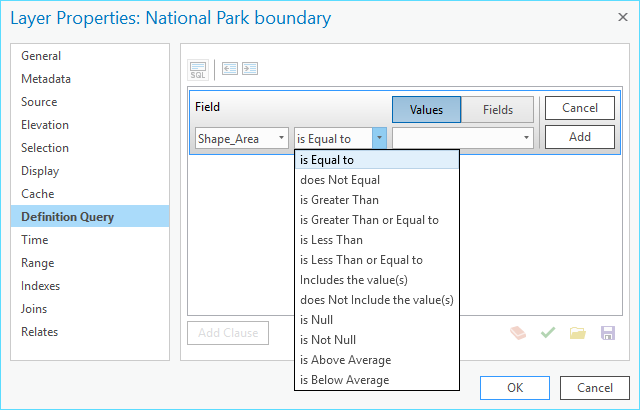 Layer Properties: National Park boundary
General
Metadata
Source
Elevation
Selection
Display
Cache
Definition Query
Time
Range
Indexes
Joins
Relates
SQL
Field
Values
Fields
Cancel
Shape_Area
is Equal to
Add
is Equal to
does Not Equal
is Greater Than
is Greater Than or Equal to
is Less Than
is Less Than or Equal to
Includes the value(s)
does Not Include the value(s)
is Null
is Not Null
is Above Average
is Below Average
Add Clause
OK
Cancel